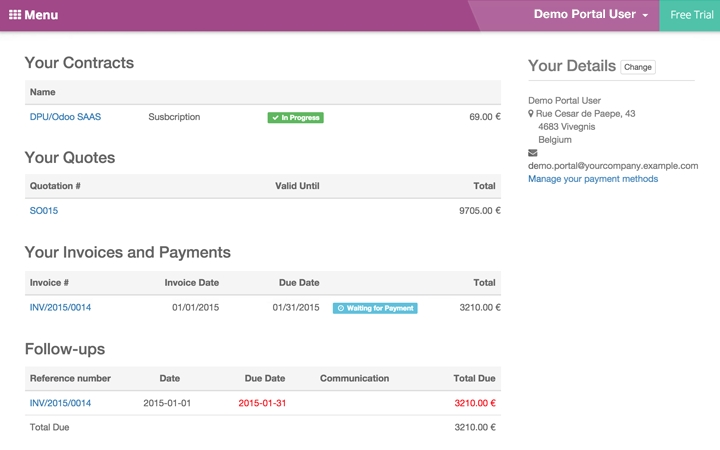 Menu
Demo Portal User
Free Trial
Your Contracts
Name
DPU/Odoo SAAS Susbcription In Progress 69.00 €
Your Quotes
Quotation # Valid Until Total
SO015 9705.00 €
Your Invoices and Payments
Invoice # Invoice Date Due Date Total
INV/2015/0014 01/01/2015 01/31/2015 Waiting for Payment 3210.00 €
Follow-ups
Reference number Date Due Date Communication Total Due
INV/2015/0014 2015-01-01 2015-01-31 3210.00 €
Total Due 3210.00 €
Your Details Change
Demo Portal User
Rue Cesar de Paepe, 43
4683 Vivegnis
Belgium
demo.portal@yourcompany.example.com
Manage your payment methods